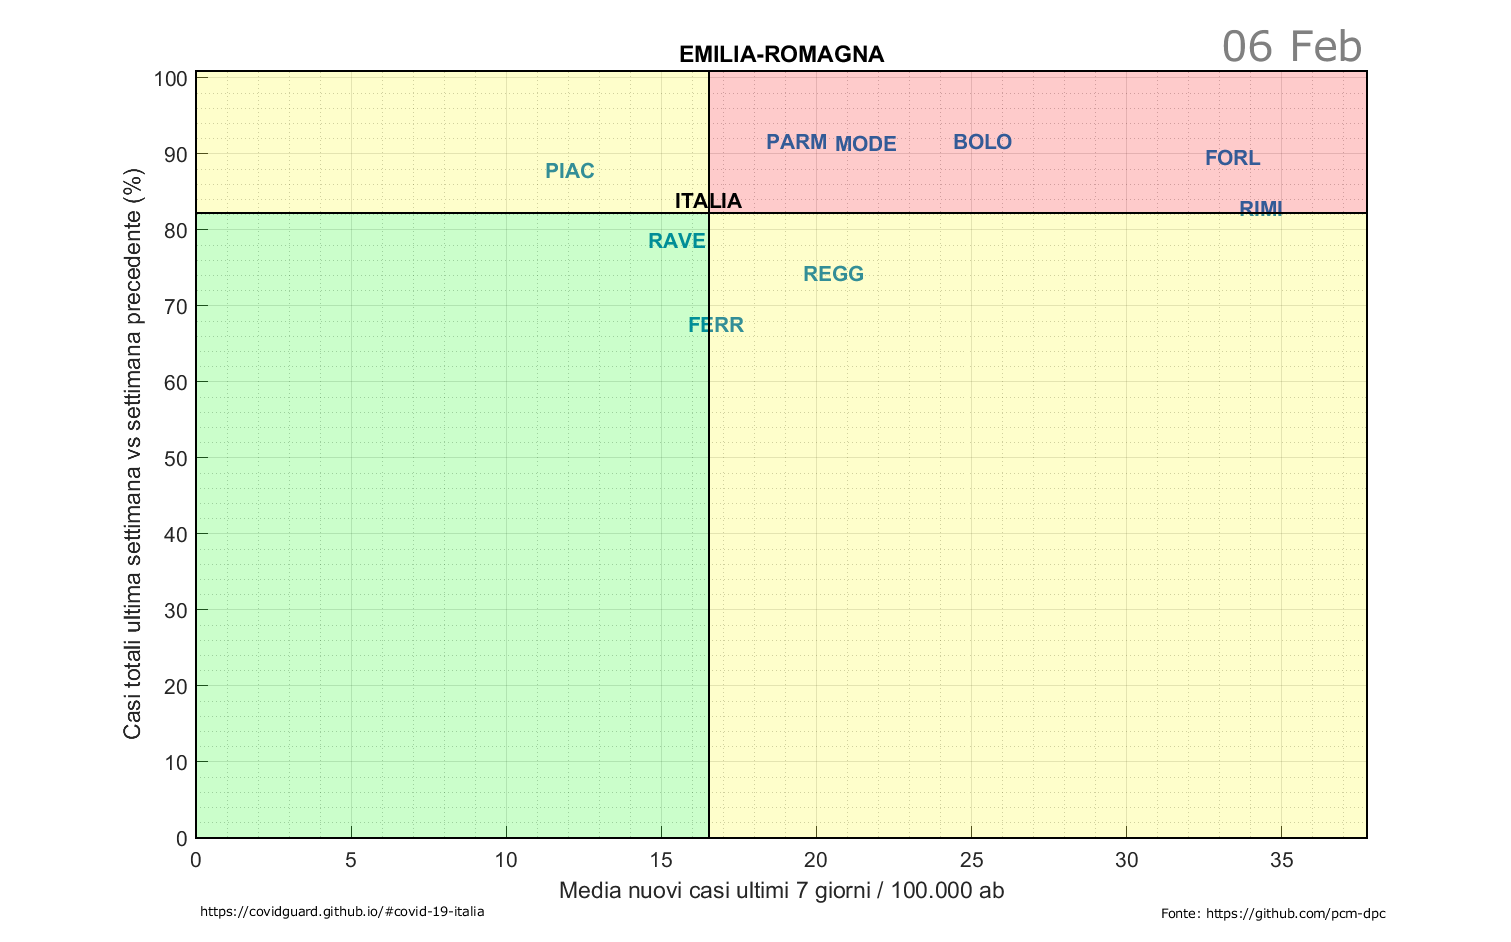 06 Feb
EMILIA-ROMAGNA
100
90
80
70
60
50
40
30
20
10
0
Casi totali ultima settimana vs settimana precedente (%)
PARM
MODE
BOLO
FORL
PIAC
ITALIA
RIMI
RAVE
REGG
FERR
0
5
10
15
20
25
30
35
Media nuovi casi ultimi 7 giorni / 100.000 ab
https://covidguard.github.io/#covid-19-italia
Fonte: https://github.com/pcm-dpc